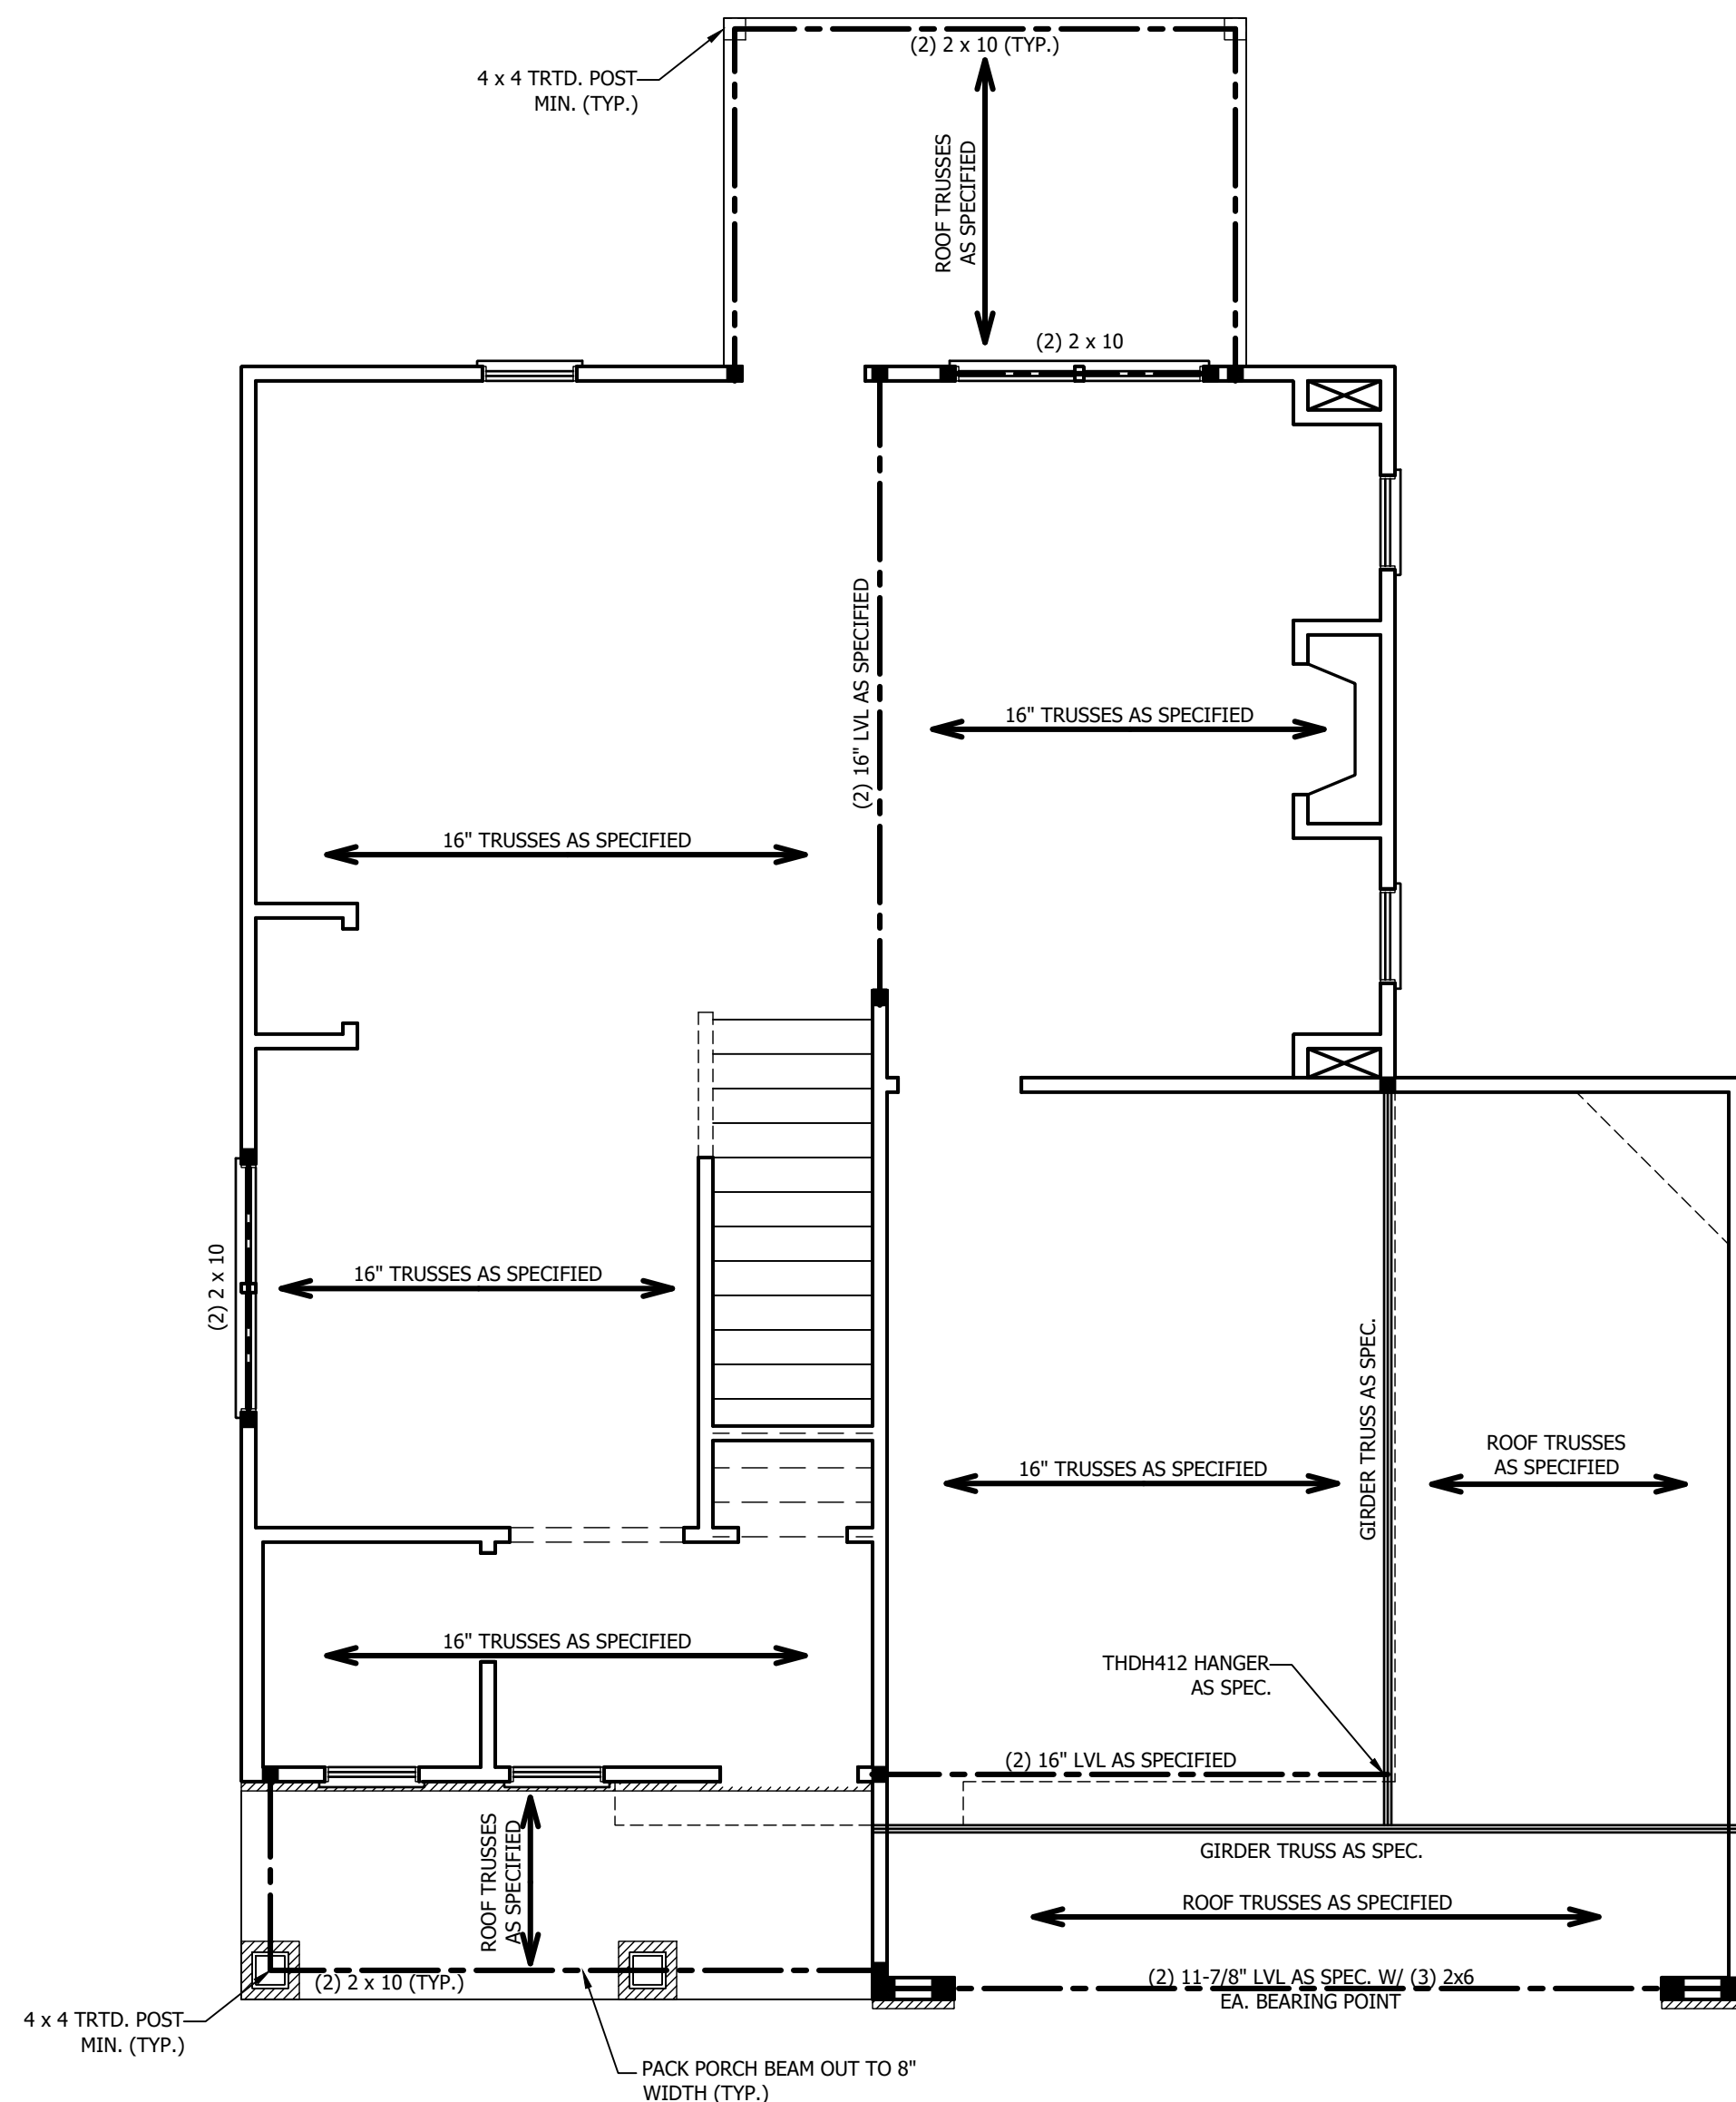 (2) 2 x 10 (TYP.)
4 x 4 TRTD. POST
MIN. (TYP.)
ROOF TRUSSES
AS SPECIFIED
(2) 2 x 10
(2) 16" LVL AS SPECIFIED
16" TRUSSES AS SPECIFIED
16" TRUSSES AS SPECIFIED
(2) 2 x 10
16" TRUSSES AS SPECIFIED
GIRDER TRUSS AS SPEC.
ROOF TRUSSES
AS SPECIFIED
16" TRUSSES AS SPECIFIED
16" TRUSSES AS SPECIFIED
THDH412 HANGER
AS SPEC.
(2) 16" LVL AS SPECIFIED
ROOF TRUSSES
AS SPECIFIED
GIRDER TRUSS AS SPEC.
ROOF TRUSSES AS SPECIFIED
(2) 2 x 10 (TYP.)
(2) 11-7/8" LVL AS SPEC. W/ (3) 2x6
EA. BEARING POINT
4 x 4 TRTD. POST
MIN. (TYP.)
PACK PORCH BEAM OUT TO 8"
WIDTH (TYP.)